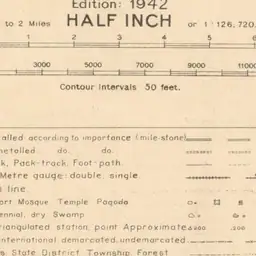 Edition: 1942
to 2 Miles HALF INCH or 1:126,720.
1 2 3 4 5 6
3000 5000 7000 9000 11000
Contour Intervals 50 feet.
alled: according to importance: (mile-stone)
metalled. do. do.
k, Pack-track, Foot-path.
Metre gauge: double, single.
line.
ort Mosque Temple Pagoda
ennial, dry Swamp
riangulated station, point Approximate. .200
nternational demarcated, undemarcated
s State District Township Forest